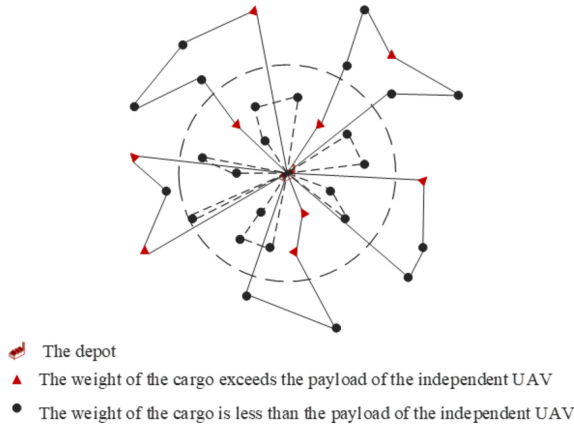 The depot
The weight of the cargo exceeds the payload of the independent UAV
The weight of the cargo is less than the payload of the independent UAV